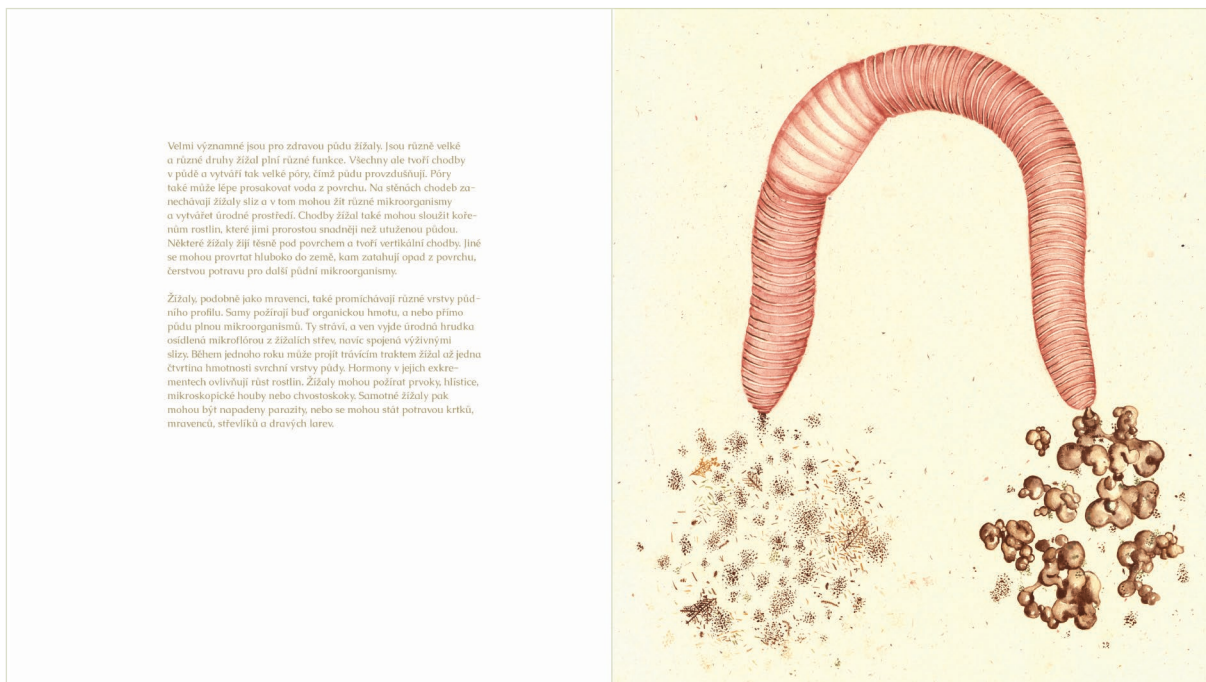 Velmi významné jsou pro zdravou půdu žížaly. Jsou různě velké
a různé druhy žížal plní různé funkce. Všechny ale tvoří chodby
v půdě a vytváří tak velké póry, čímž půdu provzdušňují. Póry
také může lépe prosakovat voda z povrchu. Na stěnách chodeb za-
nechávají žížaly sliz a v tom mohou žít různé mikroorganismy
a vytvářet úrodné prostředí. Chodby žížal také mohou sloužit koře-
nům rostlin, které jimi prorostou snadněji než utuženou půdou.
Některé žížaly žijí těsně pod povrchem a tvoří vertikální chodby. Jiné
se mohou provrtat hluboko do země, kam zatahují opad z povrchu,
čerstvou potravu pro další půdní mikroorganismy.
Žížaly, podobně jako mravenci, také promíchávají různé vrstvy půd-
ního profilu. Samy požírají buď organickou hmotu, a nebo přímo
půdu plnou mikroorganismů. Ty stráví, a ven vyjde úrodná hrudka
osídlená mikroflórou z žížalích střev, navíc spojená výživnými
slizy. Během jednoho roku může projít trávicím traktem žížal až jedna
čtvrtina hmotnosti svrchní vrstvy půdy. Hormony v jejich exkre-
mentech ovlivňují růst rostlin. Žížaly mohou požírat prvoky, hlístice,
mikroskopické houby nebo chvostoskoky. Samotné žížaly pak
mohou být napadeny parazity, nebo se mohou stát potravou krtků,
mravenců, střevlíků a dravých larev.